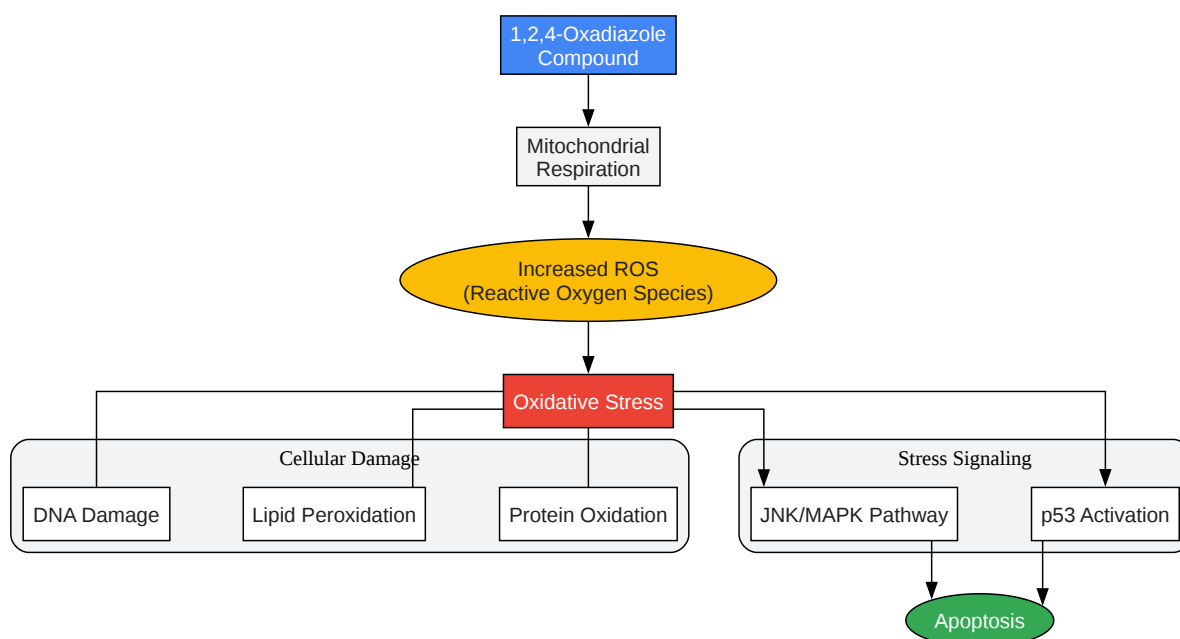 1,2,4-Oxadiazole
Compound
Mitochondrial
Respiration
Increased ROS
(Reactive Oxygen Species)
Oxidative Stress
Cellular Damage
DNA Damage
Lipid Peroxidation
Protein Oxidation
Stress Signaling
JNK/MAPK Pathway
p53 Activation
Apoptosis